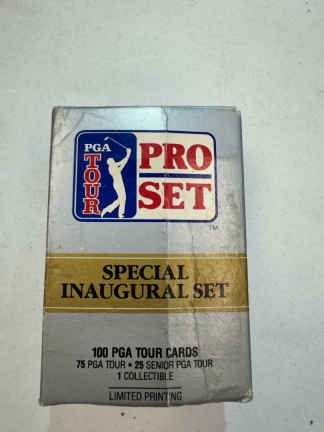 PGA
TOUR
PRO
SET
TM
SPECIAL
INAUGURAL SET
100 PGA TOUR CARDS
75 PGA TOUR • 25 SENIOR PGA TOUR
1 COLLECTIBLE
LIMITED PRINTING